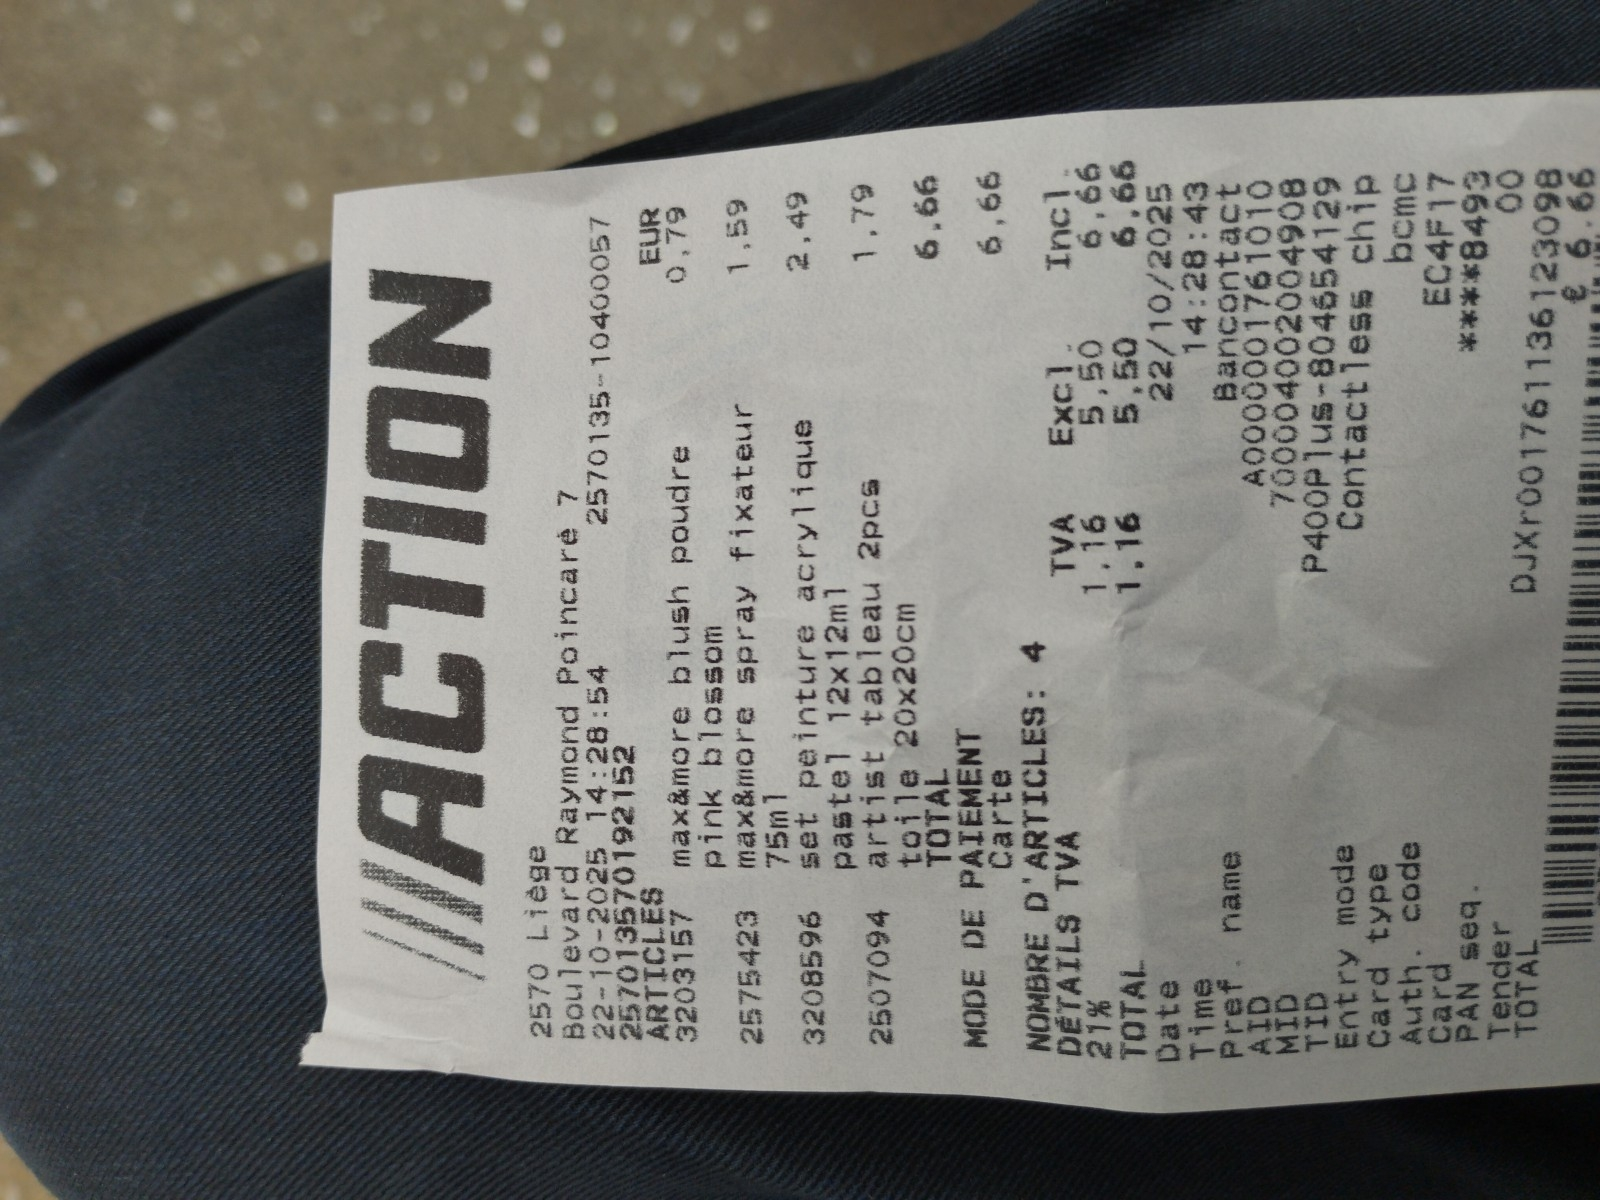 ///ACTION
2570 Liège
Boulevard Raymond Poincaré 7
22-10-2025 14:28:54 2570135-10400057
257013570192152
ARTICLES EUR
3203157 max&more blush poudre 0,79
pink blossom
2575423 max&more spray fixateur 1,59
75ml
3208596 set peinture acrylique 2,49
pastel 12x12ml
2507094 artist tableau 2pcs 1,79
toile 20x20cm
TOTAL 6,66
MODE DE PAIEMENT
Carte 6,66
NOMBRE D'ARTICLES: 4
DÉTAILS TVA TVA Excl. Incl.
21% 1,16 5,50 6,66
TOTAL 1,16 5,50 6,66
Date 22/10/2025
Time 14:28:43
Pref. name Bancontact
AID A0000001761010
MID 700004002004908
TID P400Plus-804654129
Entry mode Contactless chip
Card type bcmc
Auth. code EC4F17
Card ****8493
PAN seq. 00
Tender DJXr001761136123098
TOTAL € 6.66